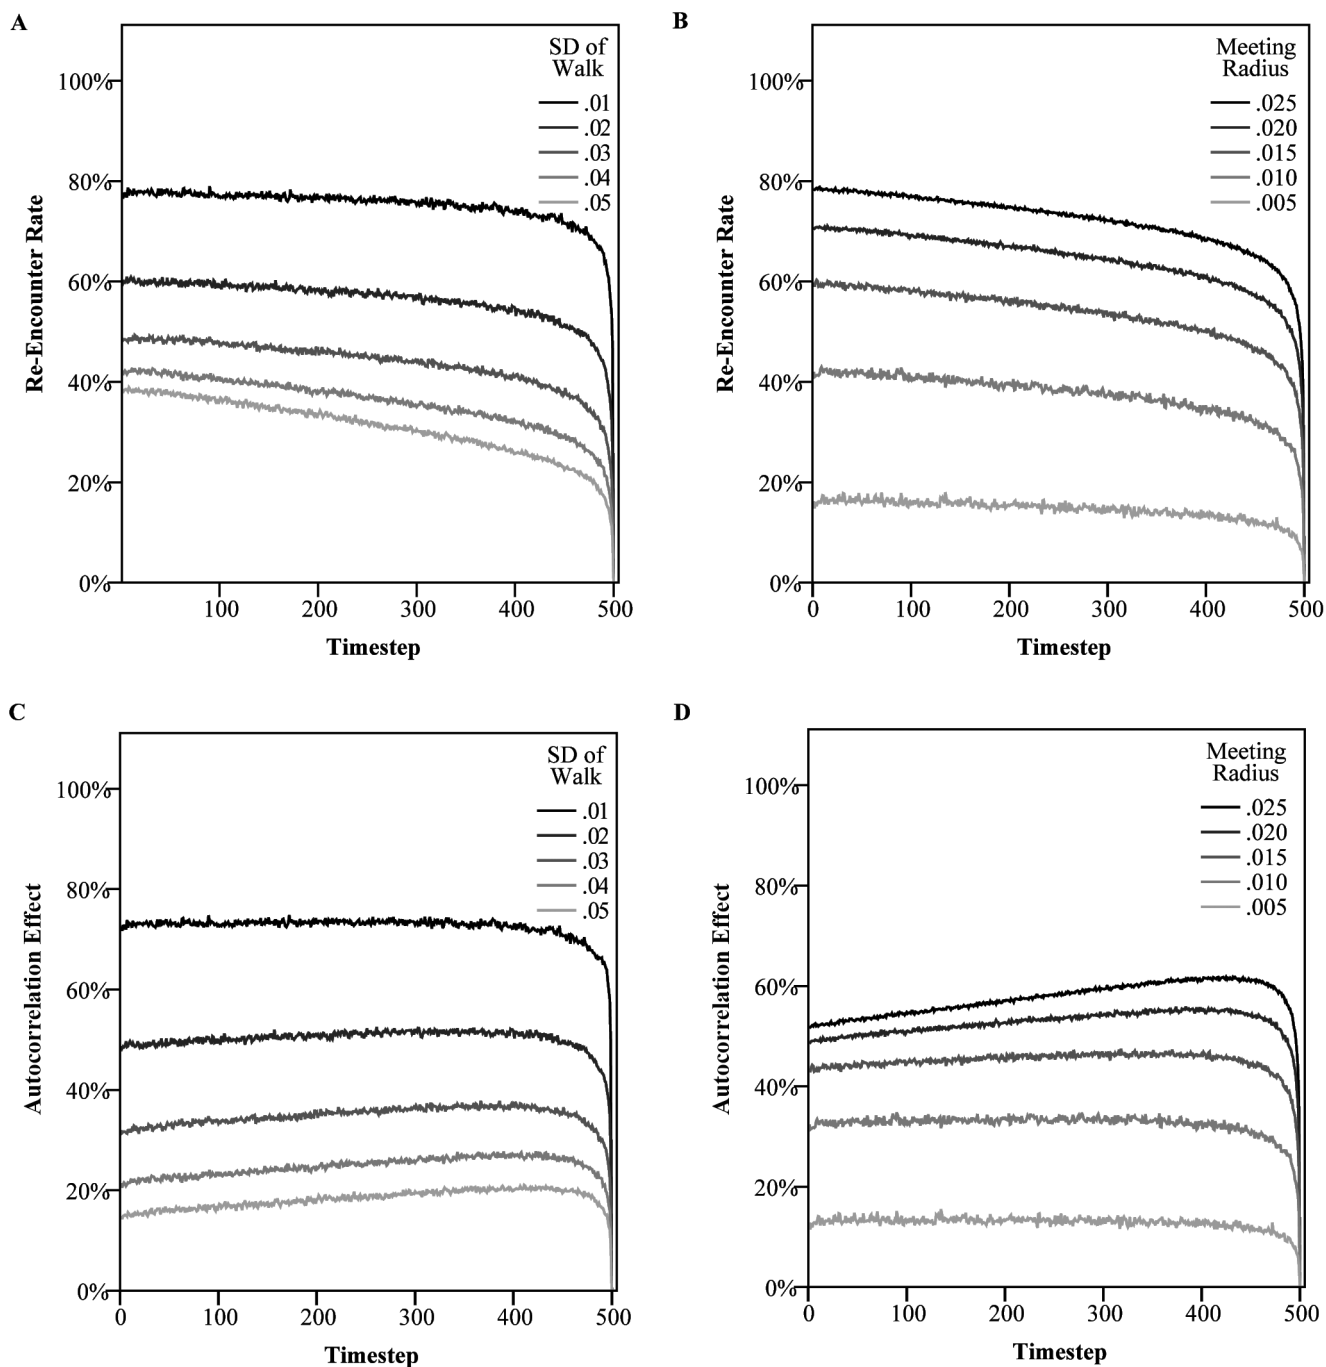 A
SD of
Walk
.01
.02
.03
.04
.05
100%
80%
60%
40%
20%
0%
Re-Encounter Rate
100 200 300 400 500
Timestep
B
Meeting
Radius
.025
.020
.015
.010
.005
100%
80%
60%
40%
20%
0%
Re-Encounter Rate
0 100 200 300 400 500
Timestep
C
SD of
Walk
.01
.02
.03
.04
.05
100%
80%
60%
40%
20%
0%
Autocorrelation Effect
0 100 200 300 400 500
Timestep
D
Meeting
Radius
.025
.020
.015
.010
.005
100%
80%
60%
40%
20%
0%
Autocorrelation Effect
0 100 200 300 400 500
Timestep